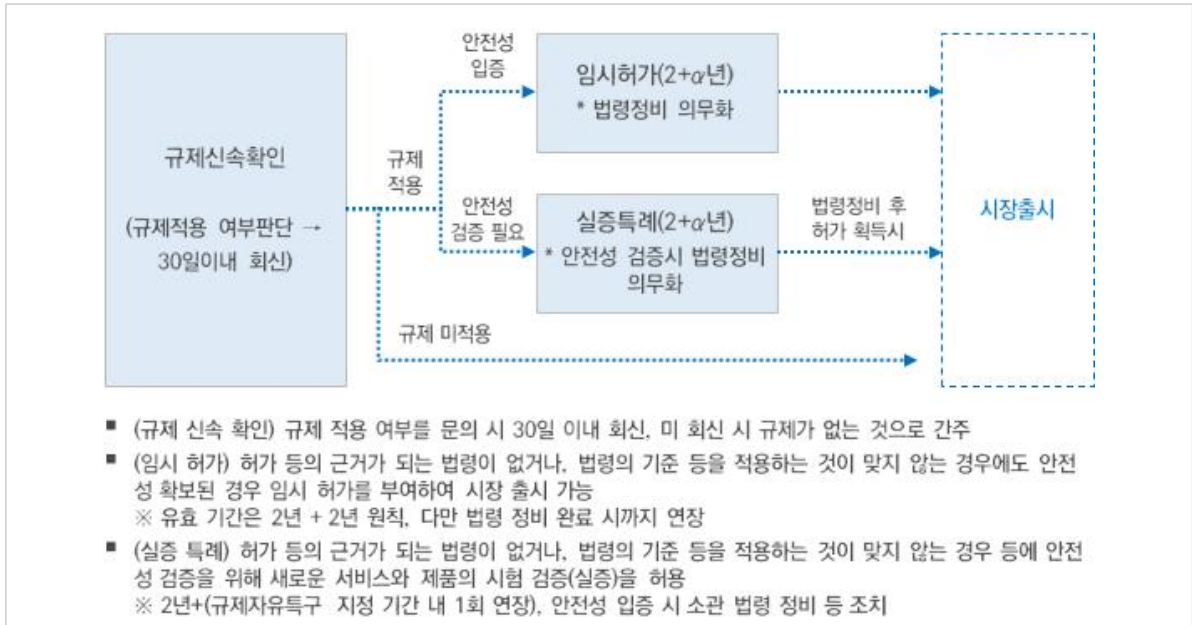 안전성
입증
임시허가(2+α년)
* 법령정비 의무화
규제신속확인
(규제적용 여부판단 →
30일이내 회신)
규제
적용
안전성
검증 필요
실증특례(2+α년)
* 안전성 검증시 법령정비
의무화
법령정비 후
허가 획득시
시장출시
규제 미적용
■ (규제 신속 확인) 규제 적용 여부를 문의 시 30일 이내 회신, 미 회신 시 규제가 없는 것으로 간주
■ (임시 허가) 허가 등의 근거가 되는 법령이 없거나, 법령의 기준 등을 적용하는 것이 맞지 않는 경우에도 안전
성 확보된 경우 임시 허가를 부여하여 시장 출시 가능
※ 유효 기간은 2년 + 2년 원칙, 다만 법령 정비 완료 시까지 연장
■ (실증 특례) 허가 등의 근거가 되는 법령이 없거나, 법령의 기준 등을 적용하는 것이 맞지 않는 경우 등에 안전
성 검증을 위해 새로운 서비스와 제품의 시험 검증(실증)을 허용
※ 2년+(규제자유특구 지정 기간 내 1회 연장), 안전성 입증 시 소관 법령 정비 등 조치